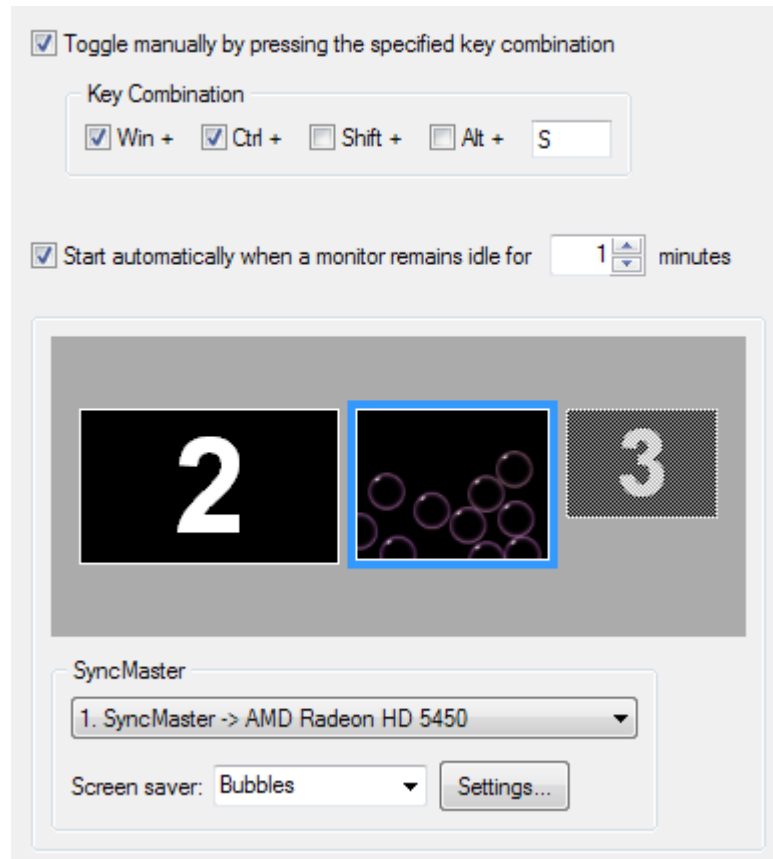 Toggle manually by pressing the specified key combination
Key Combination
Win + Ctrl + Shift + Alt + S
Start automatically when a monitor remains idle for 1 minutes
2 3
SyncMaster
1. SyncMaster -> AMD Radeon HD 5450
Screen saver: Bubbles Settings...